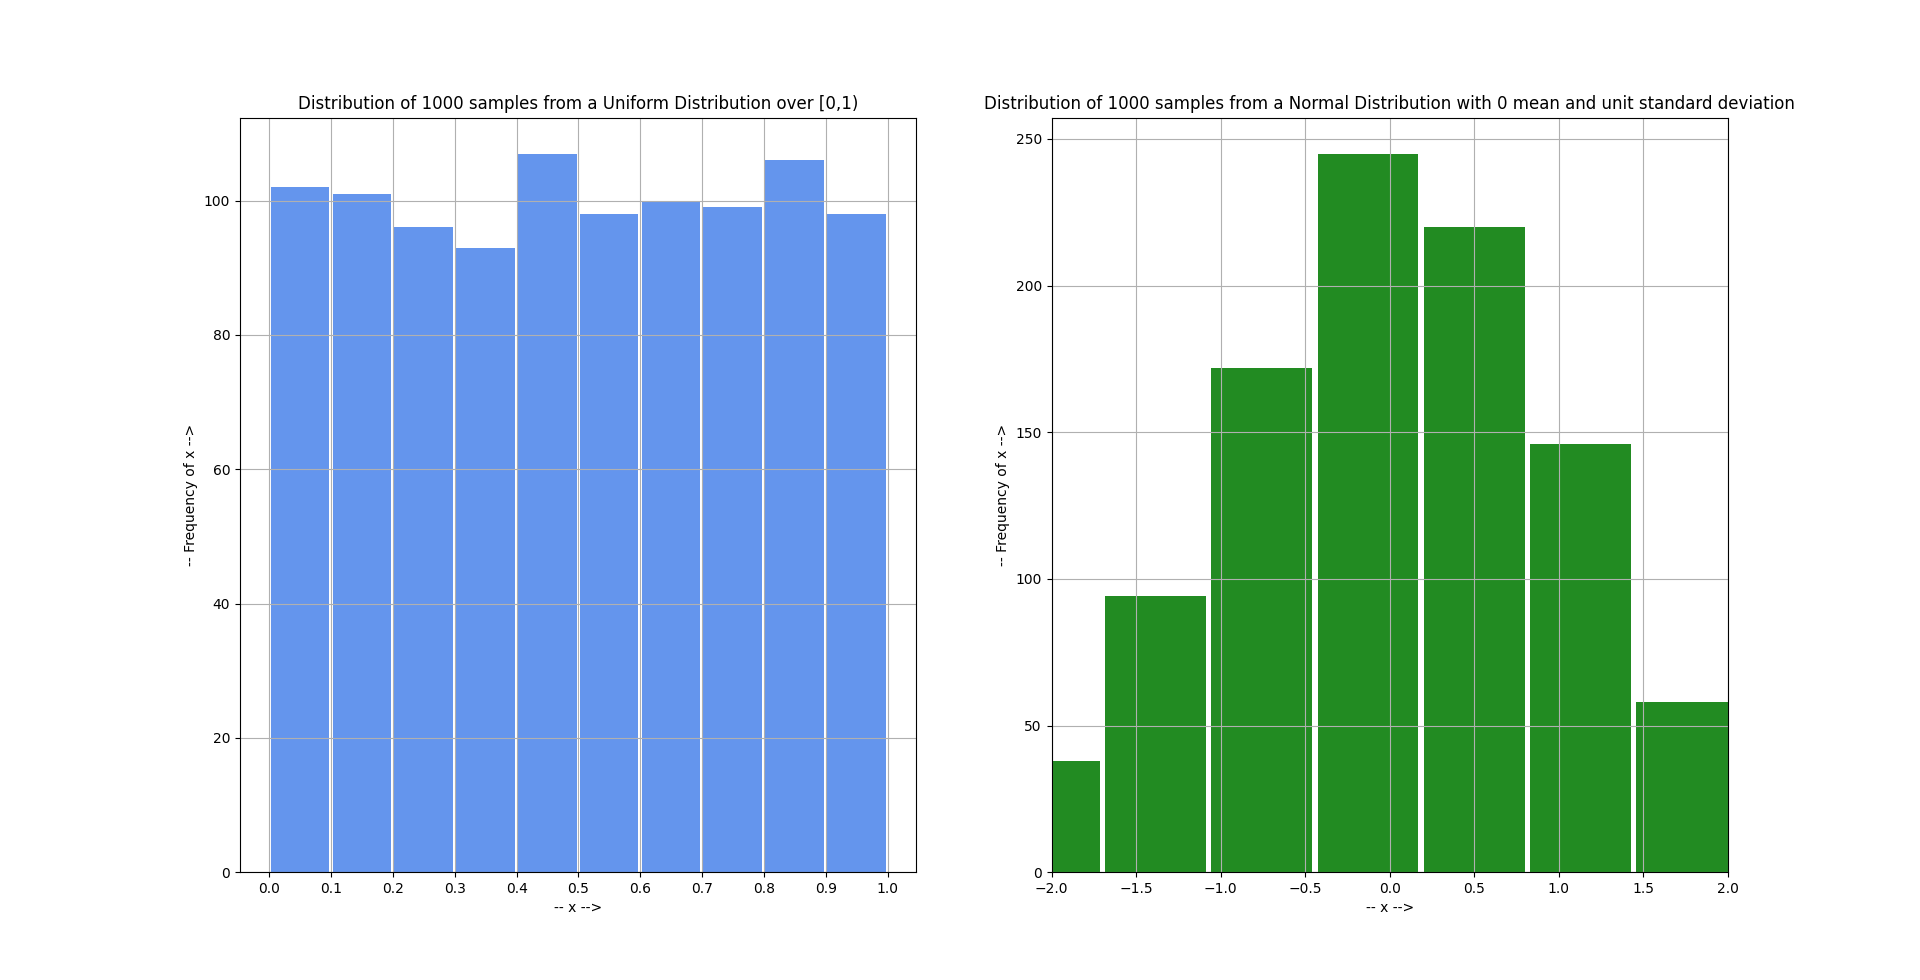 Distribution of 1000 samples from a Uniform Distribution over [0,1)
-- Frequency of x -->
100
80
60
40
20
0
0.0 0.1 0.2 0.3 0.4 0.5 0.6 0.7 0.8 0.9 1.0
-- x -->
Distribution of 1000 samples from a Normal Distribution with 0 mean and unit standard deviation
-- Frequency of x -->
250
200
150
100
50
0
−2.0 −1.5 −1.0 −0.5 0.0 0.5 1.0 1.5 2.0
-- x -->